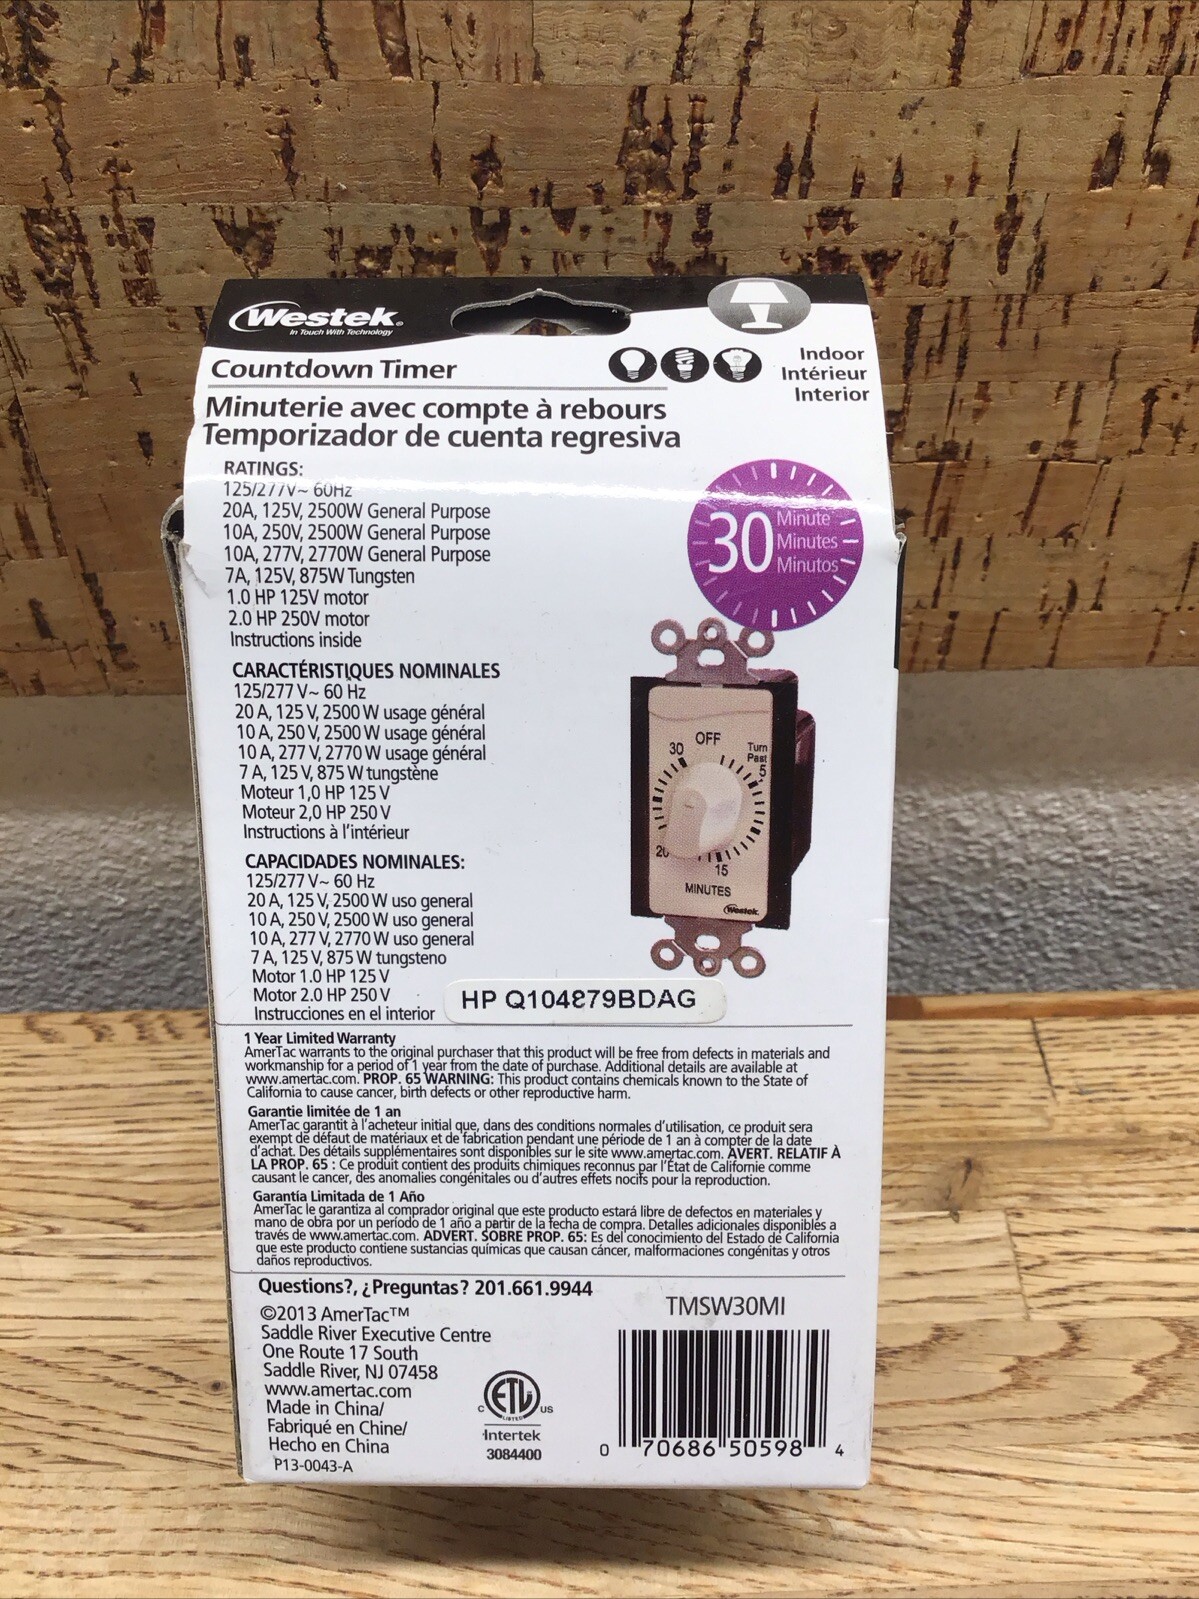 Westek®
In Touch With Technology
Countdown Timer
Indoor
Intérieur
Interior
Minuterie avec compte à rebours
Temporizador de cuenta regresiva
RATINGS:
125/277V~ 60Hz
20A, 125V, 2500W General Purpose
10A, 250V, 2500W General Purpose
10A, 277V, 2770W General Purpose
7A, 125V, 875W Tungsten
1.0 HP 125V motor
2.0 HP 250V motor
Instructions inside
30 Minute
Minutes
Minutos
CARACTÉRISTIQUES NOMINALES
125/277 V~ 60 Hz
20 A, 125 V, 2500 W usage général
10 A, 250 V, 2500 W usage général
10 A, 277 V, 2770 W usage général
7 A, 125 V, 875 W tungstène
Moteur 1,0 HP 125 V
Moteur 2,0 HP 250 V
Instructions à l'intérieur
OFF
30
Turn
Past
5
20
15
MINUTES
Westek.
CAPACIDADES NOMINALES:
125/277 V~ 60 Hz
20 A, 125 V, 2500 W uso general
10 A, 250 V, 2500 W uso general
10 A, 277 V, 2770 W uso general
7 A, 125 V, 875 W tungsteno
Motor 1.0 HP 125 V
Motor 2.0 HP 250 V
Instrucciones en el interior
HP Q104879BDAG
1 Year Limited Warranty
AmerTac warrants to the original purchaser that this product will be free from defects in materials and
workmanship for a period of 1 year from the date of purchase. Additional details are available at
www.amertac.com. PROP. 65 WARNING: This product contains chemicals known to the State of
California to cause cancer, birth defects or other reproductive harm.
Garantie limitée de 1 an
AmerTac garantit à l'acheteur initial que, dans des conditions normales d'utilisation, ce produit sera
exempt de défaut de matériaux et de fabrication pendant une période de 1 an à compter de la date
d'achat. Des détails supplémentaires sont disponibles sur le site www.amertac.com. AVERT. RELATIF À
LA PROP. 65 : Ce produit contient des produits chimiques reconnus par l'État de Californie comme
causant le cancer, des anomalies congénitales ou d'autres effets nocifs pour la reproduction.
Garantía Limitada de 1 Año
AmerTac le garantiza al comprador original que este producto estará libre de defectos en materiales y
mano de obra por un período de 1 año a partir de la fecha de compra. Detalles adicionales disponibles a
través de www.amertac.com. ADVERT. SOBRE PROP. 65: Es del conocimiento del Estado de California
que este producto contiene sustancias químicas que causan cáncer, malformaciones congénitas y otros
daños reproductivos.
Questions?, ¿Preguntas? 201.661.9944
©2013 AmerTac™
Saddle River Executive Centre
One Route 17 South
Saddle River, NJ 07458
www.amertac.com
Made in China/
Fabriqué en Chine/
Hecho en China
P13-0043-A
C ETL US
LISTED
Intertek
3084400
TMSW30MI
0 70686 50598 4